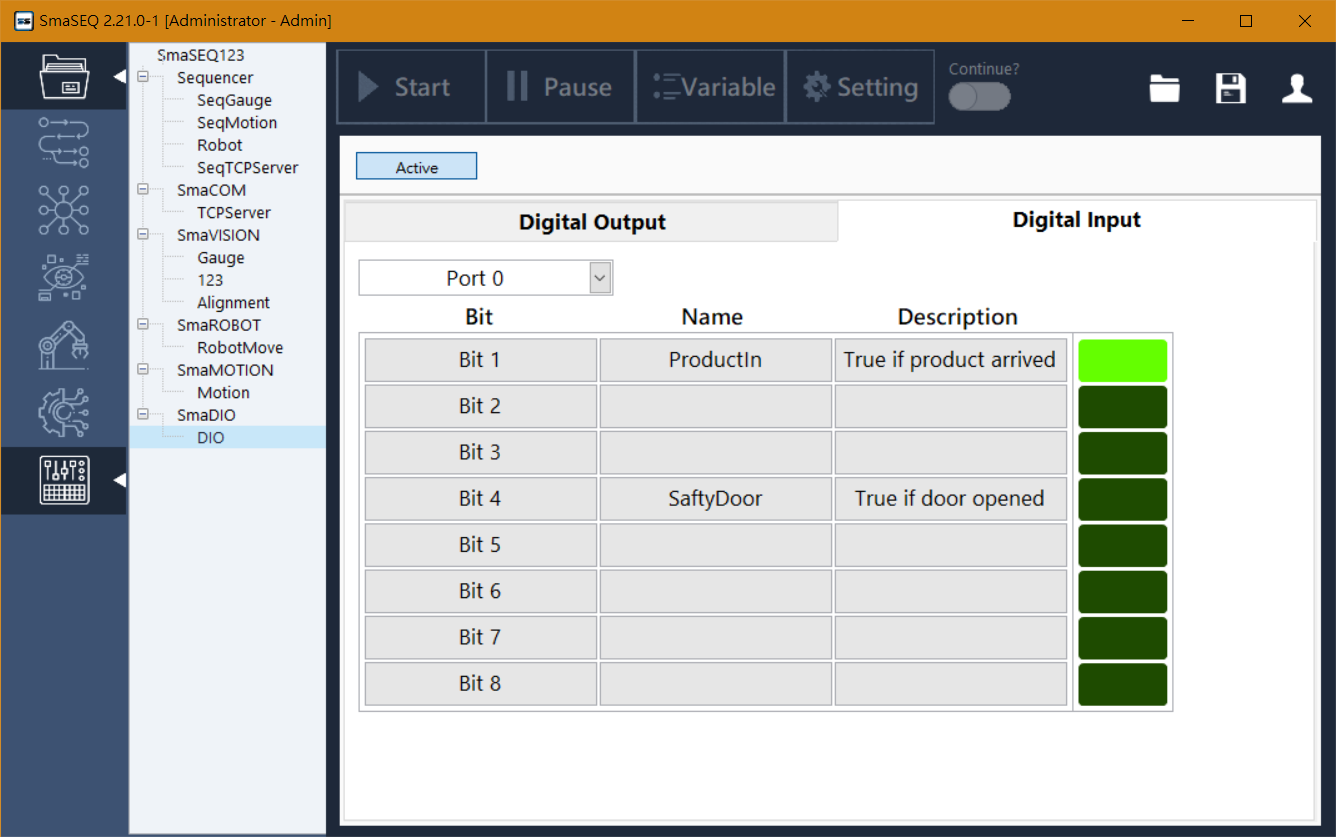 SmaSEQ 2.21.0-1 [Administrator - Admin]
SmaSEQ123
Sequencer
SeqGauge
SeqMotion
Robot
SeqTCPServer
SmaCOM
TCPServer
SmaVISION
Gauge
123
Alignment
SmaROBOT
RobotMove
SmaMOTION
Motion
SmaDIO
DIO
Start Pause Variable Setting Continue?
Active
Digital Output Digital Input
Port 0
Bit Name Description
Bit 1 ProductIn True if product arrived
Bit 2
Bit 3
Bit 4 SaftyDoor True if door opened
Bit 5
Bit 6
Bit 7
Bit 8